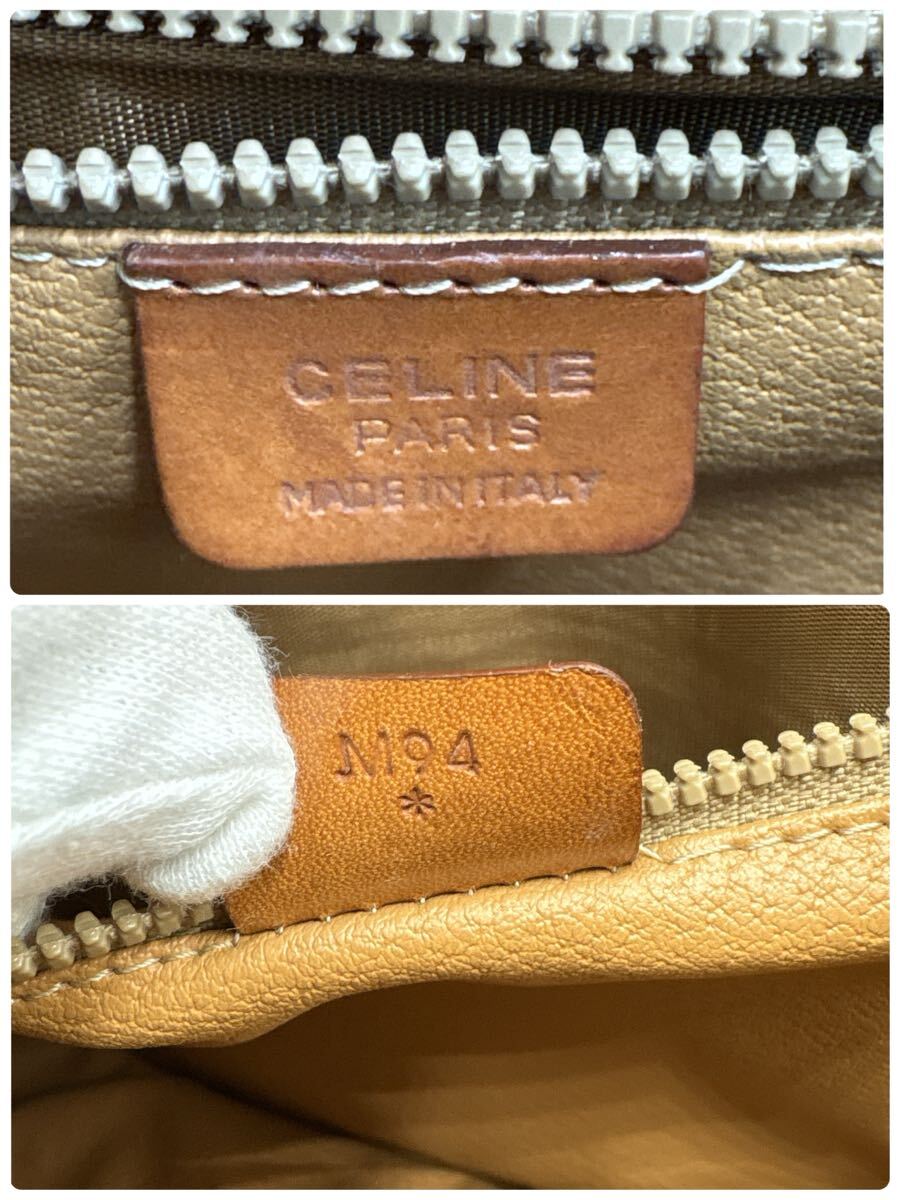 CELINE
PARIS
MADE IN ITALY
M94
*